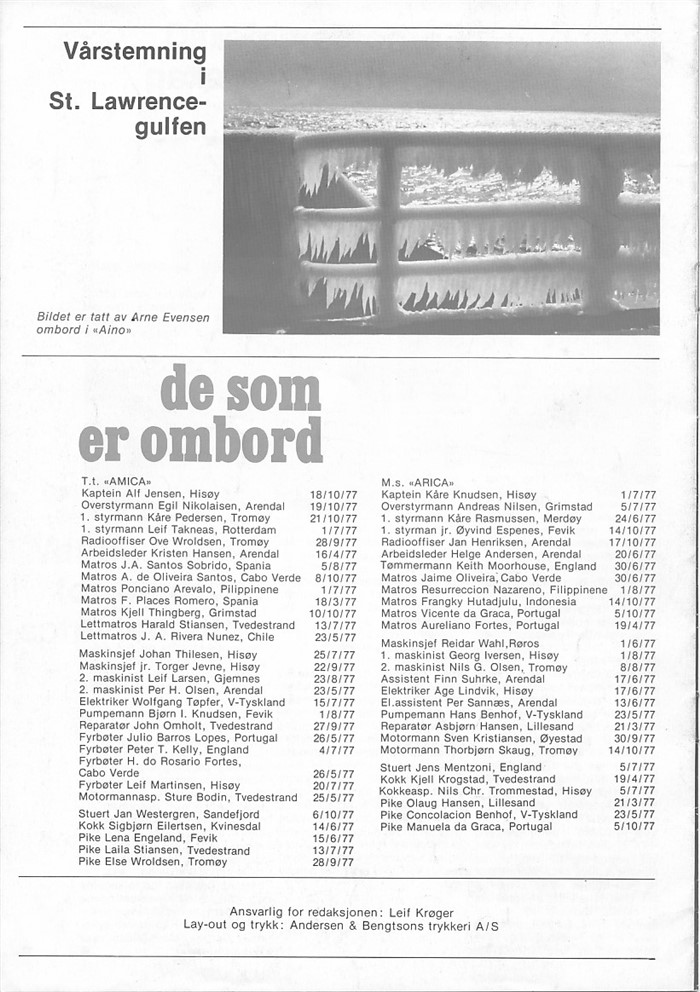 Vårstemning
i
St. Lawrence-
gulfen
Bildet er tatt av Arne Evensen
ombord i «Aino»
de som
er ombord
T.t. «AMICA»
Kaptein Alf Jensen, Hisøy 18/10/77
Overstyrmann Egil Nikolaisen, Arendal 19/10/77
1. styrmann Kåre Pedersen, Tromøy 21/10/77
1. styrmann Leif Takneas, Rotterdam 1/7/77
Radiooffiser Ove Wroldsen, Tromøy 28/9/77
Arbeidsleder Kristen Hansen, Arendal 16/4/77
Matros J.A. Santos Sobrido, Spania 5/8/77
Matros A. de Oliveira Santos, Cabo Verde 8/10/77
Matros Ponciano Arevalo, Pilippinene 1/7/77
Matros F. Places Romero, Spania 18/3/77
Matros Kjell Thingberg, Grimstad 10/10/77
Lettmatros Harald Stiansen, Tvedestrand 13/7/77
Lettmatros J. A. Rivera Nunez, Chile 23/5/77
Maskinsjef Johan Thilesen, Hisøy 25/7/77
Maskinsjef jr. Torger Jevne, Hisøy 22/9/77
2. maskinist Leif Larsen, Gjemnes 23/8/77
2. maskinist Per H. Olsen, Arendal 23/5/77
Elektriker Wolfgang Tøpfer, V-Tyskland 15/7/77
Pumpemann Bjørn I. Knudsen, Fevik 1/8/77
Reparatør John Omholt, Tvedestrand 27/9/77
Fyrbøter Julio Barros Lopes, Portugal 26/5/77
Fyrbøter Peter T. Kelly, England 4/7/77
Fyrbøter H. do Rosario Fortes,
Cabo Verde 26/5/77
Fyrbøter Leif Martinsen, Hisøy 20/7/77
Motormannasp. Sture Bodin, Tvedestrand 25/5/77
Stuert Jan Westergren, Sandefjord 6/10/77
Kokk Sigbjørn Eilertsen, Kvinesdal 14/6/77
Pike Lena Engeland, Fevik 15/6/77
Pike Laila Stiansen, Tvedestrand 13/7/77
Pike Else Wroldsen, Tromøy 28/9/77
M.s. «ARICA»
Kaptein Kåre Knudsen, Hisøy 1/7/77
Overstyrmann Andreas Nilsen, Grimstad 5/7/77
1. styrmann Kåre Rasmussen, Merdøy 24/6/77
1. styrman jr. Øyvind Espenes, Fevik 14/10/77
Radiooffiser Jan Henriksen, Arendal 17/10/77
Arbeidsleder Helge Andersen, Arendal 20/6/77
Tømmermann Keith Moorhouse, England 30/6/77
Matros Jaime Oliveira, Cabo Verde 30/6/77
Matros Resurreccion Nazareno, Filippinene 1/8/77
Matros Frangky Hutadjulu, Indonesia 14/10/77
Matros Vicente da Graca, Portugal 5/10/77
Matros Aureliano Fortes, Portugal 19/4/77
Maskinsjef Reidar Wahl, Røros 1/6/77
1. maskinist Georg Iversen, Hisøy 1/8/77
2. maskinist Nils G. Olsen, Tromøy 8/8/77
Assistent Finn Suhrke, Arendal 17/6/77
Elektriker Åge Lindvik, Hisøy 17/6/77
El.assistent Per Sannæs, Arendal 13/6/77
Pumpemann Hans Benhof, V-Tyskland 23/5/77
Reparatør Asbjørn Hansen, Lillesand 21/3/77
Motormann Sven Kristiansen, Øyestad 30/9/77
Motormann Thorbjørn Skaug, Tromøy 14/10/77
Stuert Jens Mentzoni, England 5/7/77
Kokk Kjell Krogstad, Tvedestrand 19/4/77
Kokkeasp. Nils Chr. Trommestad, Hisøy 5/7/77
Pike Olaug Hansen, Lillesand 21/3/77
Pike Concolacion Benhof, V-Tyskland 23/5/77
Pike Manuela da Graca, Portugal 5/10/77
Ansvarlig for redaksjonen: Leif Krøger
Lay-out og trykk: Andersen & Bengtsons trykkeri A/S